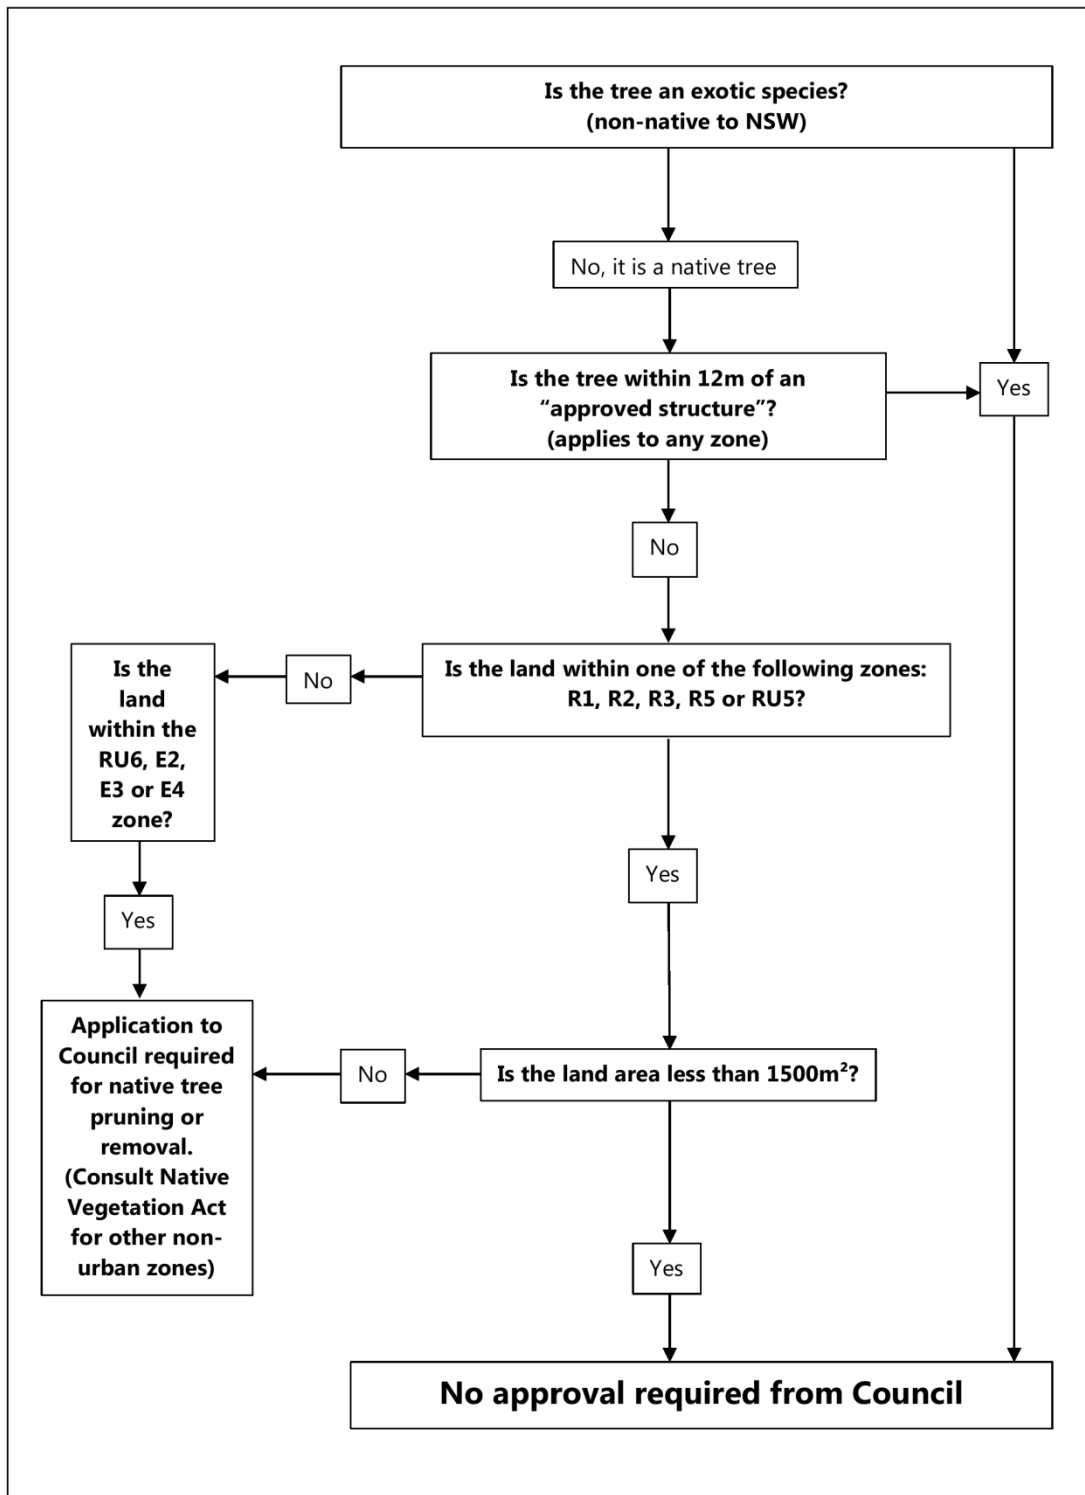 Is the tree an exotic species?
(non-native to NSW)
No, it is a native tree
Is the tree within 12m of an
“approved structure”?
(applies to any zone)
Yes
No
Is the land within one of the following zones:
R1, R2, R3, R5 or RU5?
No
Is the
land
within the
RU6, E2,
E3 or E4
zone?
Yes
Yes
Application to
Council required
for native tree
pruning or
removal.
(Consult Native
Vegetation Act
for other non-
urban zones)
No
Is the land area less than 1500m²?
Yes
No approval required from Council